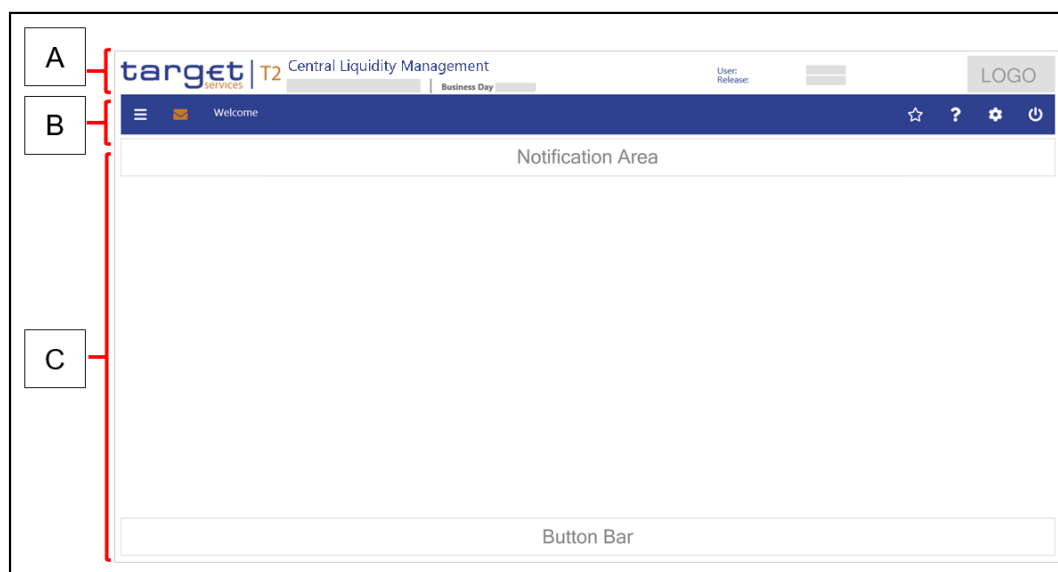 A
target services | T2 Central Liquidity Management
Business Day
User:
Release:
LOGO
B
Welcome
Notification Area
C
Button Bar